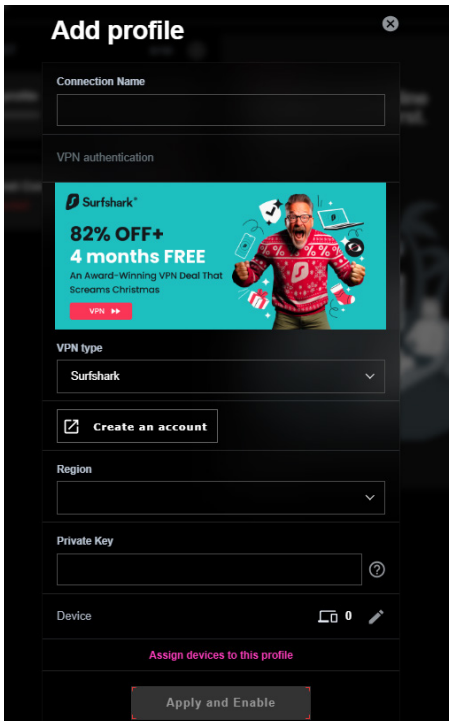 Add profile
Connection Name
VPN authentication
Surfshark®
82% OFF+
4 months FREE
An Award-Winning VPN Deal That
Screams Christmas
VPN
VPN type
Surfshark
Create an account
Region
Private Key
Device
0
Assign devices to this profile
Apply and Enable